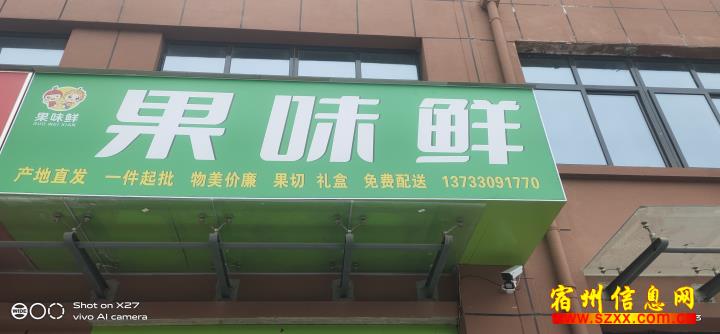 果味鲜
果味鲜
GUO WEI XIAN
产地直发 一件起批 物美价廉 果切 礼盒 免费配送 13733091770
WIDE
Shot on X27
vivo AI camera
宿州信息网
www.szxx.com.cn